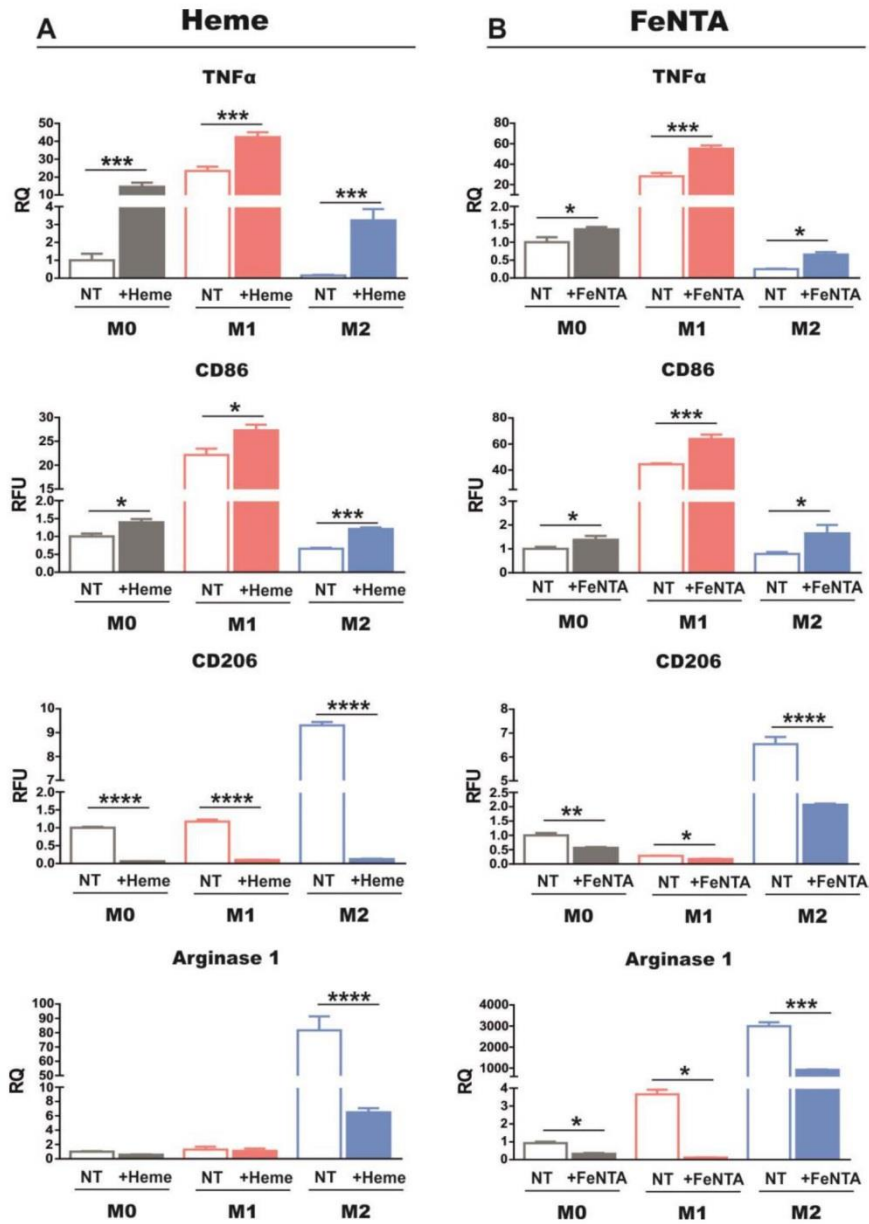 A Heme
TNFα
RQ
50
40
30
20
10
4
3
2
1
0
*** *** ***
NT +Heme NT +Heme NT +Heme
M0 M1 M2
CD86
RFU
30
25
20
15
2.0
1.5
1.0
0.5
0.0
* * ***
NT +Heme NT +Heme NT +Heme
M0 M1 M2
CD206
RFU
10
9
8
7
6
1.5
1.0
0.5
0.0
**** **** ****
NT +Heme NT +Heme NT +Heme
M0 M1 M2
Arginase 1
RQ
100
90
80
70
60
50
10
8
6
4
2
0
****
NT +Heme NT +Heme NT +Heme
M0 M1 M2
B FeNTA
TNFα
RQ
80
60
40
20
2.0
1.5
1.0
0.5
0.0
* *** *
NT +FeNTA NT +FeNTA NT +FeNTA
M0 M1 M2
CD86
RFU
80
60
40
3
2
1
0
* *** *
NT +FeNTA NT +FeNTA NT +FeNTA
M0 M1 M2
CD206
RFU
8
7
6
5
2.5
2.0
1.5
1.0
0.5
0.0
** * ****
NT +FeNTA NT +FeNTA NT +FeNTA
M0 M1 M2
Arginase 1
RQ
4000
3000
2000
1000
4
3
2
1
0
* * ***
NT +FeNTA NT +FeNTA NT +FeNTA
M0 M1 M2